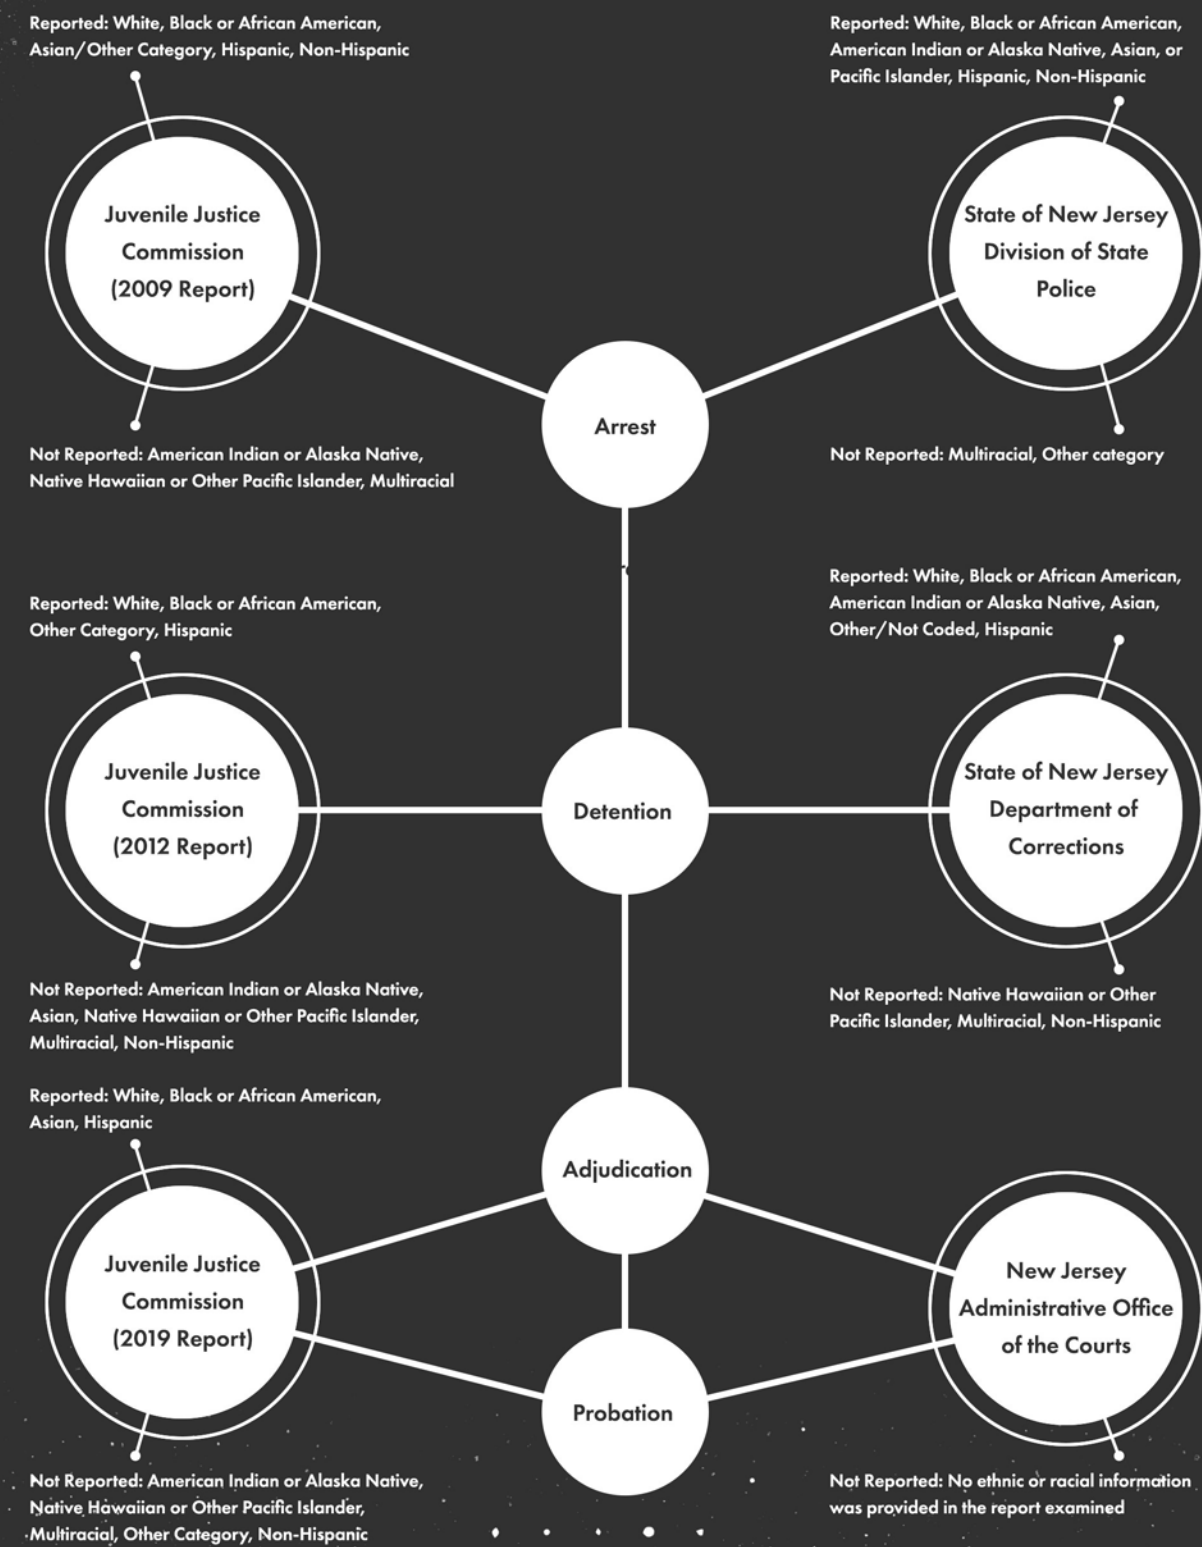 Reported: White, Black or African American,
Asian/Other Category, Hispanic, Non-Hispanic
Juvenile Justice
Commission
(2009 Report)
Not Reported: American Indian or Alaska Native,
Native Hawaiian or Other Pacific Islander, Multiracial
Reported: White, Black or African American,
American Indian or Alaska Native, Asian, or
Pacific Islander, Hispanic, Non-Hispanic
State of New Jersey
Division of State
Police
Not Reported: Multiracial, Other category
Arrest
Reported: White, Black or African American,
Other Category, Hispanic
Juvenile Justice
Commission
(2012 Report)
Not Reported: American Indian or Alaska Native,
Asian, Native Hawaiian or Other Pacific Islander,
Multiracial, Non-Hispanic
Detention
Reported: White, Black or African American,
American Indian or Alaska Native, Asian,
Other/Not Coded, Hispanic
State of New Jersey
Department of
Corrections
Not Reported: Native Hawaiian or Other
Pacific Islander, Multiracial, Non-Hispanic
Reported: White, Black or African American,
Asian, Hispanic
Juvenile Justice
Commission
(2019 Report)
Not Reported: American Indian or Alaska Native,
Native Hawaiian or Other Pacific Islander,
Multiracial, Other Category, Non-Hispanic
Adjudication
Probation
New Jersey
Administrative Office
of the Courts
Not Reported: No ethnic or racial information
was provided in the report examined